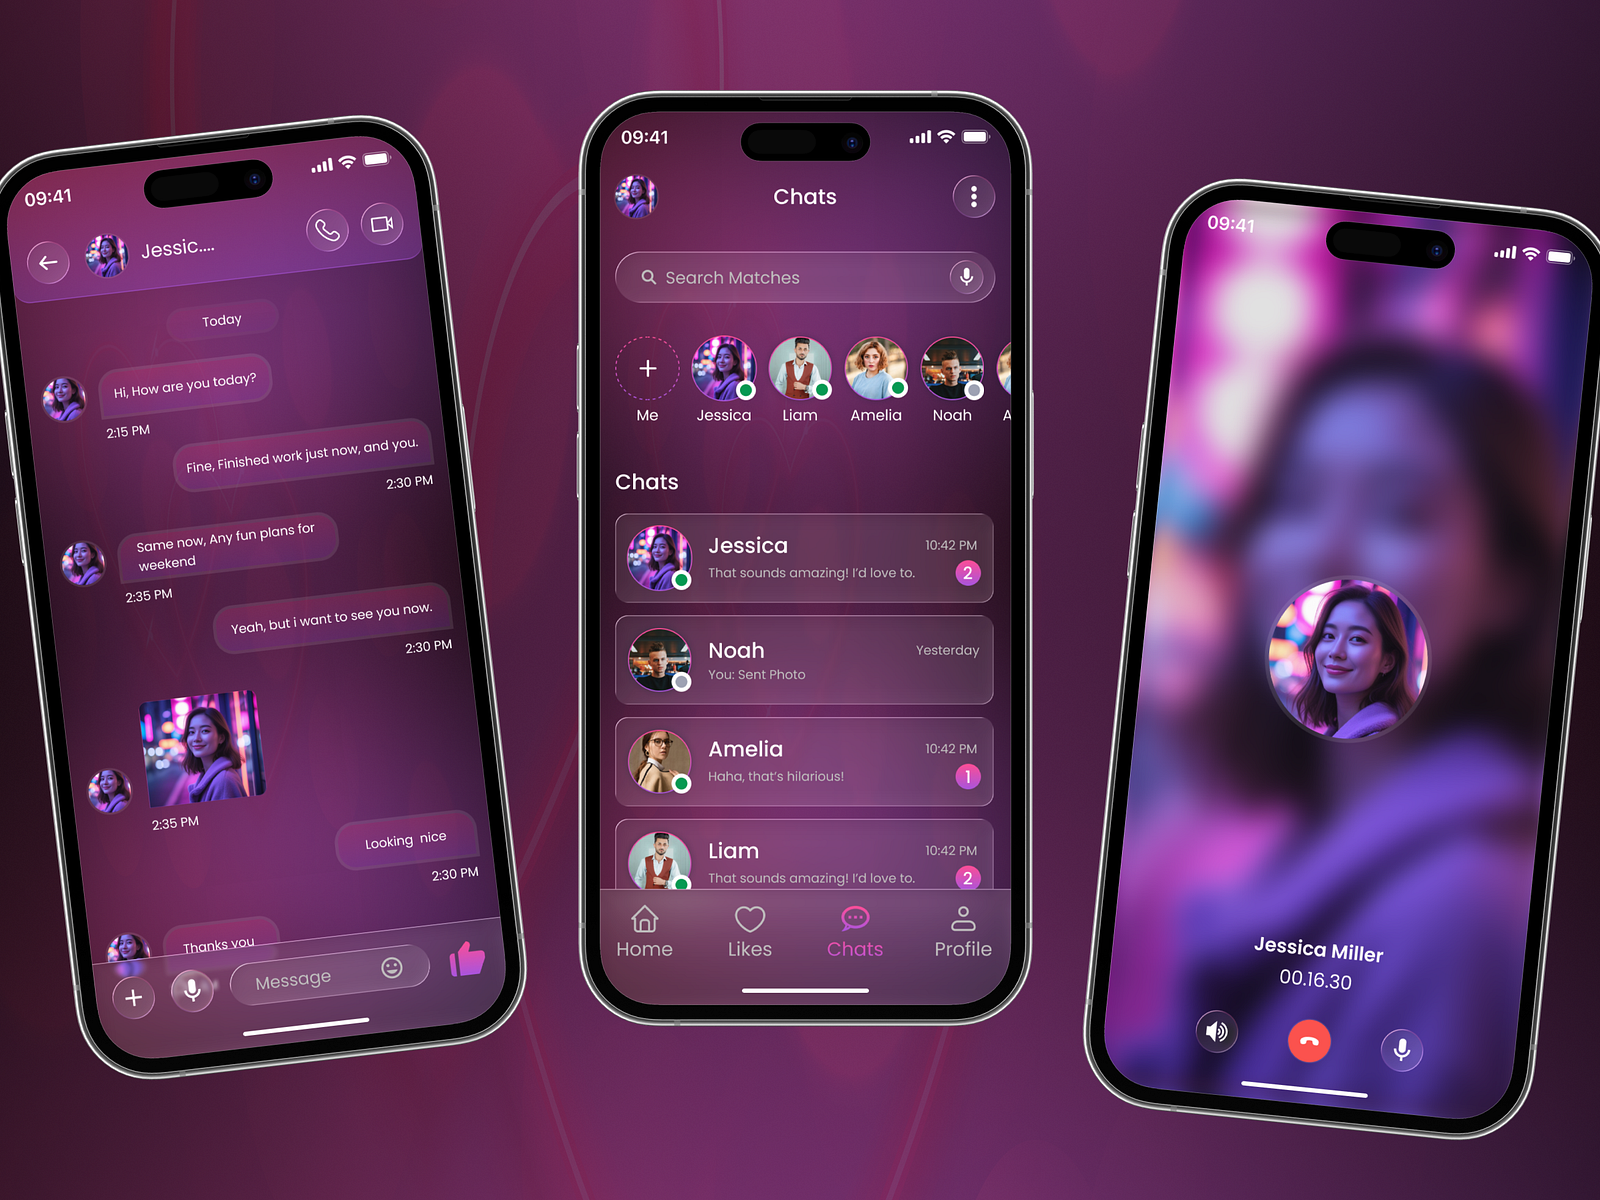 09:41
Jessic....
Today
Hi, How are you today?
2:15 PM
Fine, Finished work just now, and you.
2:30 PM
Same now, Any fun plans for
weekend
2:35 PM
Yeah, but i want to see you now.
2:30 PM
2:35 PM
Looking nice
2:30 PM
Thanks you
Message
09:41
Chats
Search Matches
Me
Jessica
Liam
Amelia
Noah
A
Chats
Jessica
10:42 PM
That sounds amazing! I'd love to.
2
Noah
Yesterday
You: Sent Photo
Amelia
10:42 PM
Haha, that's hilarious!
1
Liam
10:42 PM
That sounds amazing! I'd love to.
2
Home
Likes
Chats
Profile
09:41
Jessica Miller
00.16.30